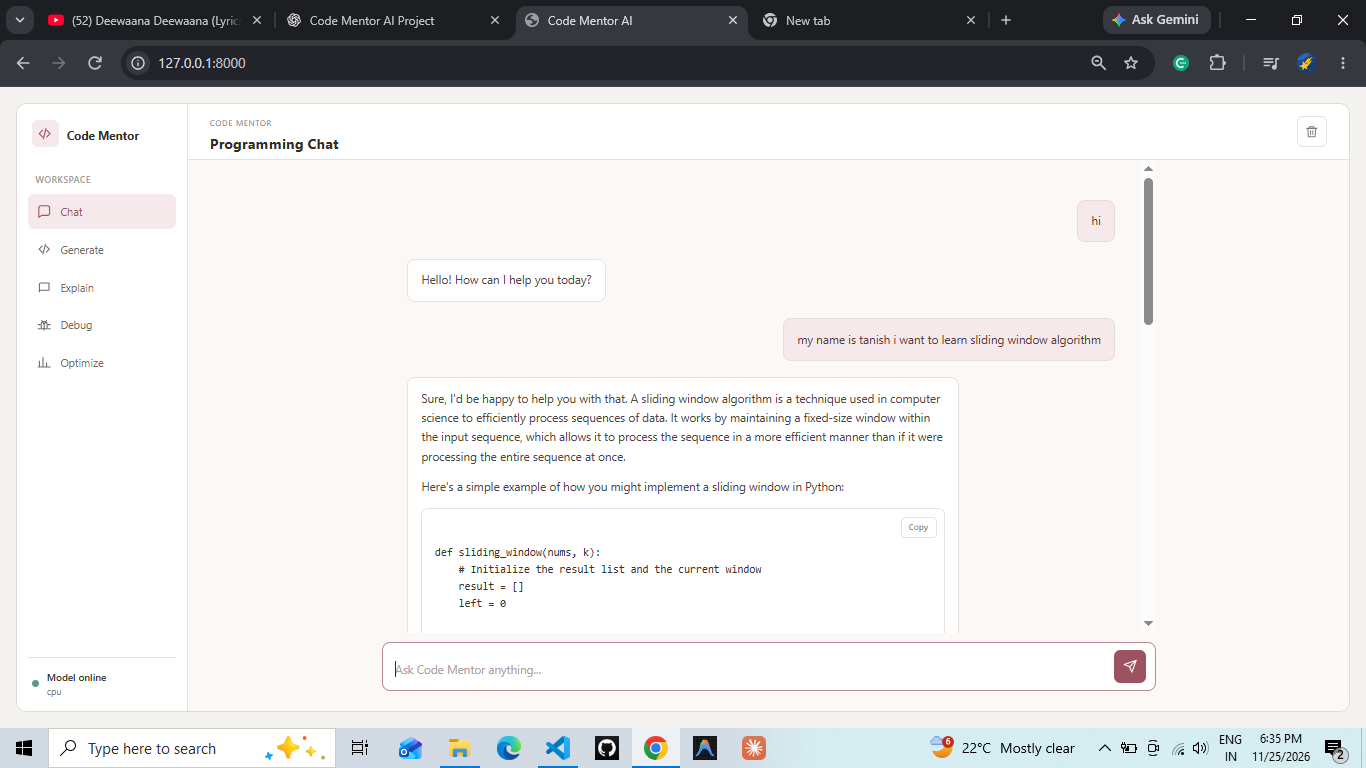 (52) Deewaana Deewaana (Lyric
Code Mentor AI Project
Code Mentor AI
New tab
Ask Gemini
127.0.0.1:8000
Code Mentor
WORKSPACE
Chat
Generate
Explain
Debug
Optimize
Model online
cpu
CODE MENTOR
Programming Chat
hi
Hello! How can I help you today?
my name is tanish i want to learn sliding window algorithm
Sure, I'd be happy to help you with that. A sliding window algorithm is a technique used in computer
science to efficiently process sequences of data. It works by maintaining a fixed-size window within
the input sequence, which allows it to process the sequence in a more efficient manner than if it were
processing the entire sequence at once.
Here's a simple example of how you might implement a sliding window in Python:
Copy
def sliding_window(nums, k):
# Initialize the result list and the current window
result = []
left = 0
Ask Code Mentor anything...
Type here to search
6
22°C Mostly clear
ENG
IN
6:35 PM
11/25/2026
2